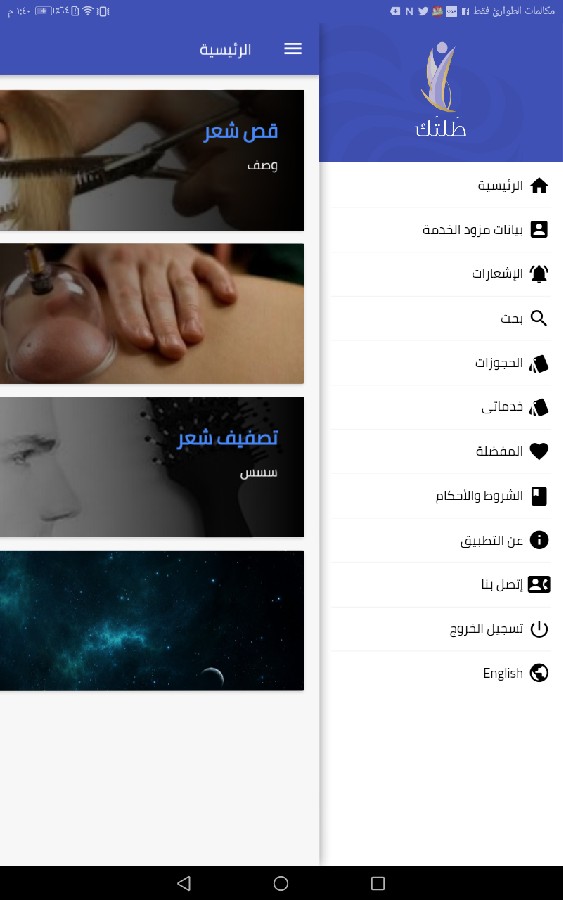 مكالمات الطوارئ فقط
١:٤٠ م
الرئيسية
قص شعر
وصف
تصفيف شعر
سسس
طلتك
الرئيسية
بيانات مزود الخدمة
الإشعارات
بحث
الحجوزات
خدماتي
المفضلة
الشروط والأحكام
عن التطبيق
إتصل بنا
تسجيل الخروج
English